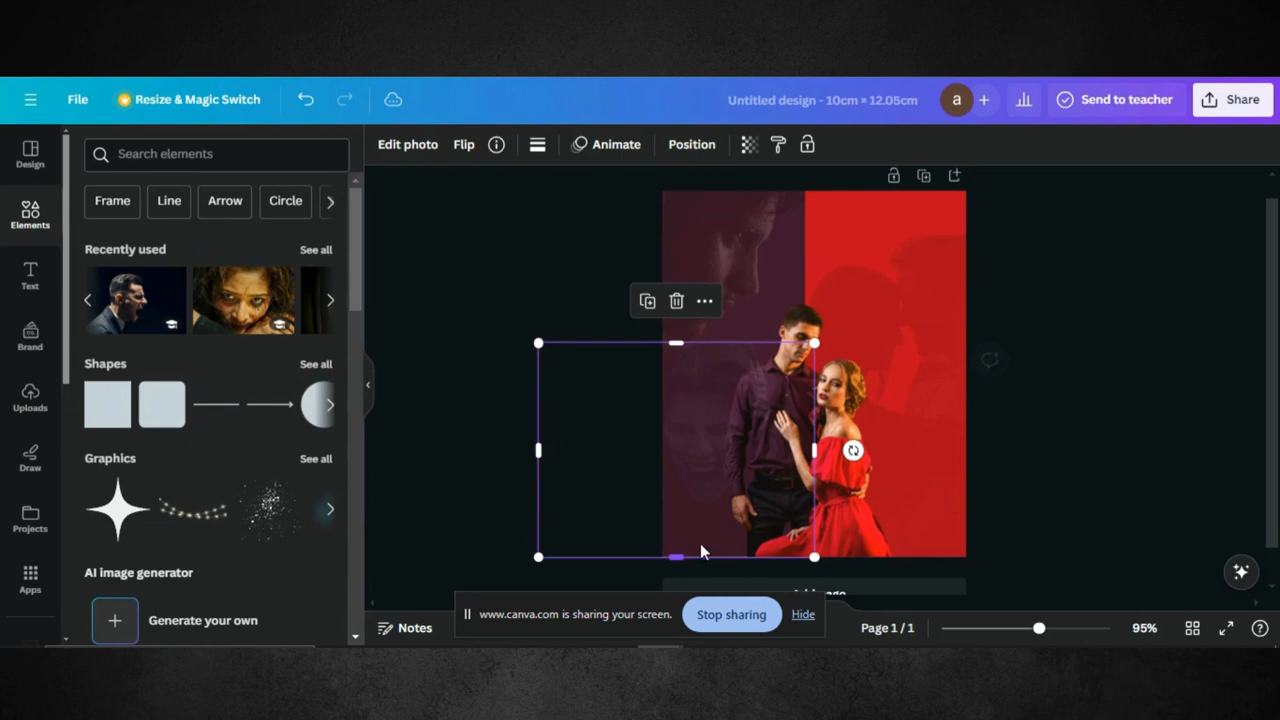 File
Resize & Magic Switch
Untitled design - 10cm × 12.05cm
a
Send to teacher
Share
Design
Elements
Text
Brand
Uploads
Draw
Projects
Apps
Search elements
Frame
Line
Arrow
Circle
Recently used
See all
Shapes
See all
Graphics
See all
AI image generator
Generate your own
Edit photo
Flip
Animate
Position
www.canva.com is sharing your screen.
Stop sharing
Hide
Notes
Page 1 / 1
95%